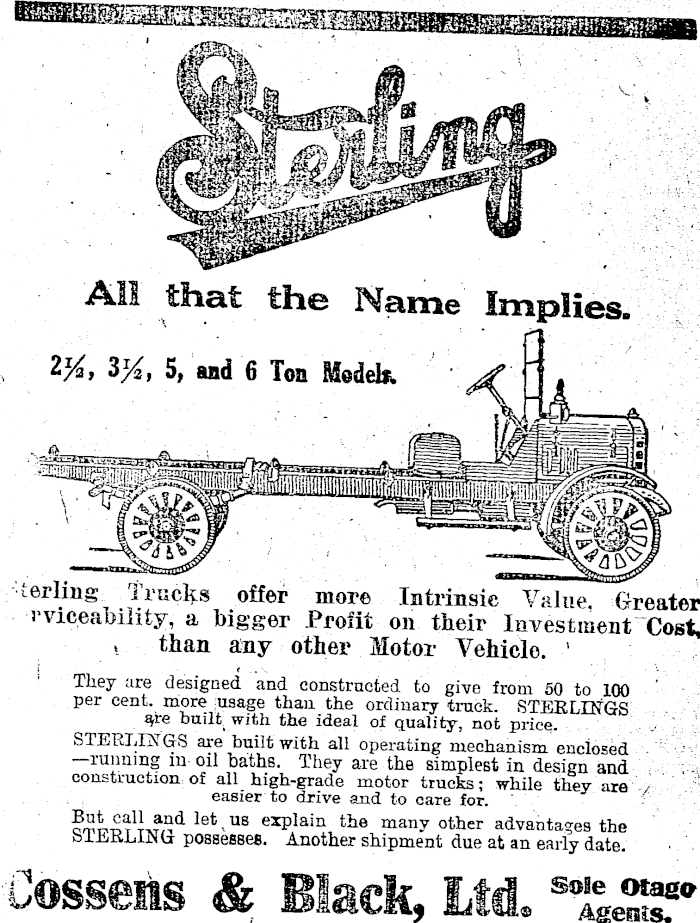 Sterling
All that the Name Implies.
2½, 3½, 5, and 6 Ton Models.
terling Trucks offer more Intrinsic Value, Greater
rviceability, a bigger Profit on their Investment Cost,
than any other Motor Vehicle.
They are designed and constructed to give from 50 to 100
per cent. more usage than the ordinary truck. STERLINGS
are built with the ideal of quality, not price.
STERLINGS are built with all operating mechanism enclosed
—running in oil baths. They are the simplest in design and
construction of all high-grade motor trucks; while they are
easier to drive and to care for.
But call and let us explain the many other advantages the
STERLING possesses. Another shipment due at an early date.
Cossens & Black, Ltd. Sole Otago
Agents.